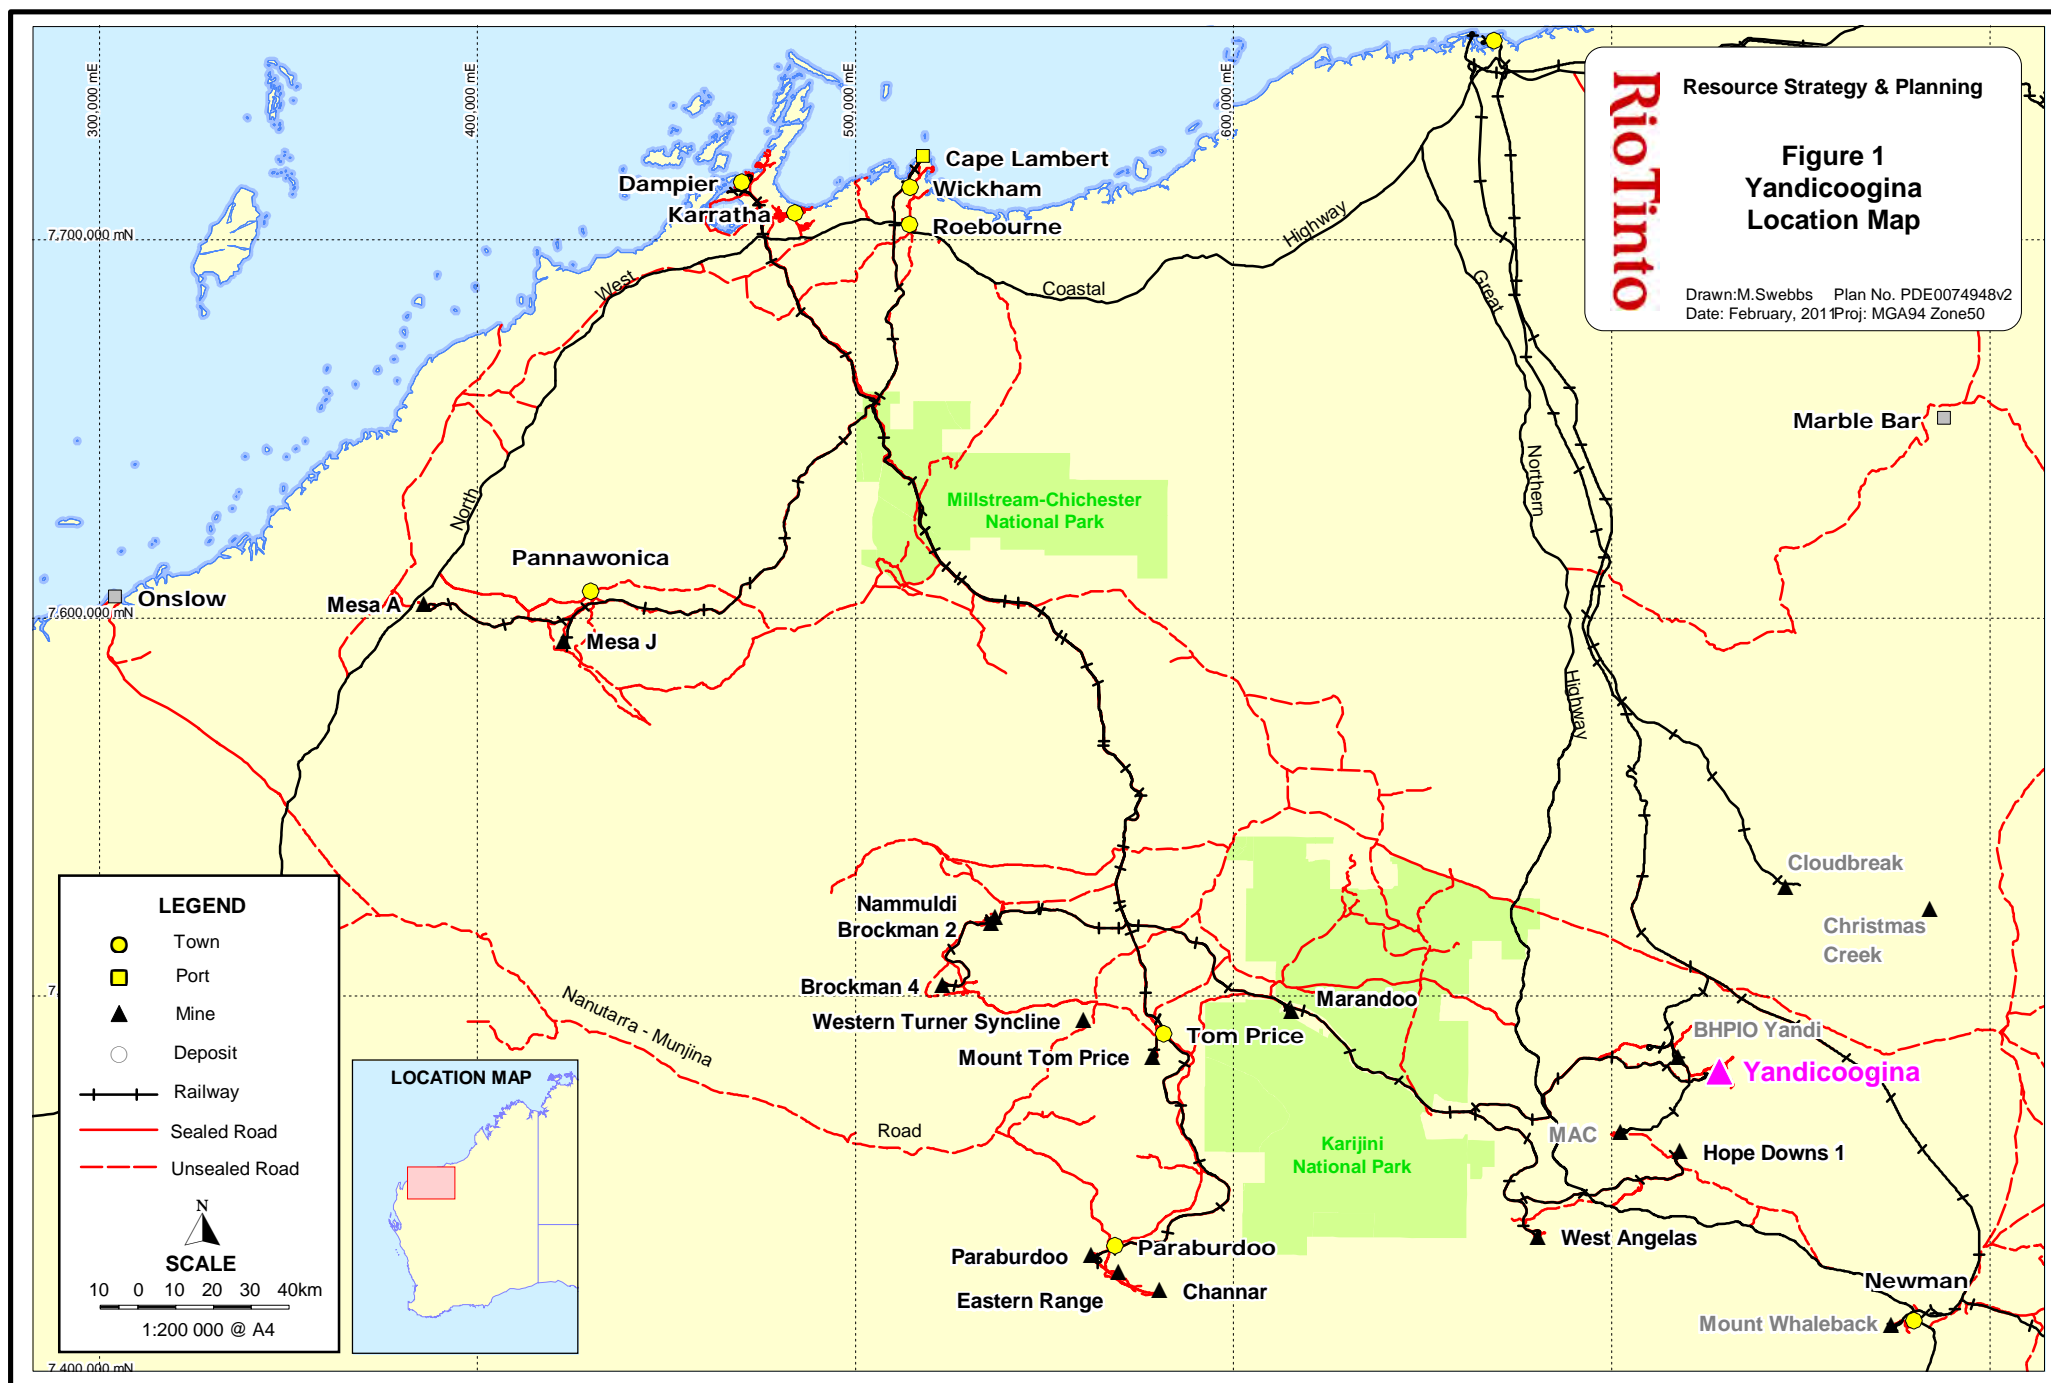 300,000 mE
400,000 mE
500,000 mE
600,000 mE
RioTinto
Resource Strategy & Planning
Figure 1
Yandicoogina
Location Map
Drawn:M.Swebbs Plan No. PDE0074948v2
Date: February, 2011Proj: MGA94 Zone50
Cape Lambert
Dampier
Wickham
Karratha
Roebourne
7,700,000 mN
Highway
West
Coastal
Great
Marble Bar
Northern
North
Millstream-Chichester
National Park
Pannawonica
Onslow
Mesa A
7,600,000 mN
Mesa J
Highway
Cloudbreak
Nammuldi
Brockman 2
Christmas
Creek
Brockman 4
Marandoo
Nanutarra - Munjina
Western Turner Syncline
Tom Price
BHPIO Yandi
Mount Tom Price
Yandicoogina
Road
MAC
Karijini
National Park
Hope Downs 1
West Angelas
Paraburdoo
Paraburdoo
Channar
Eastern Range
Newman
Mount Whaleback
7,400,000 mN
LEGEND
Town
Port
Mine
Deposit
Railway
Sealed Road
Unsealed Road
N
SCALE
10 0 10 20 30 40km
1:200 000 @ A4
LOCATION MAP
7,